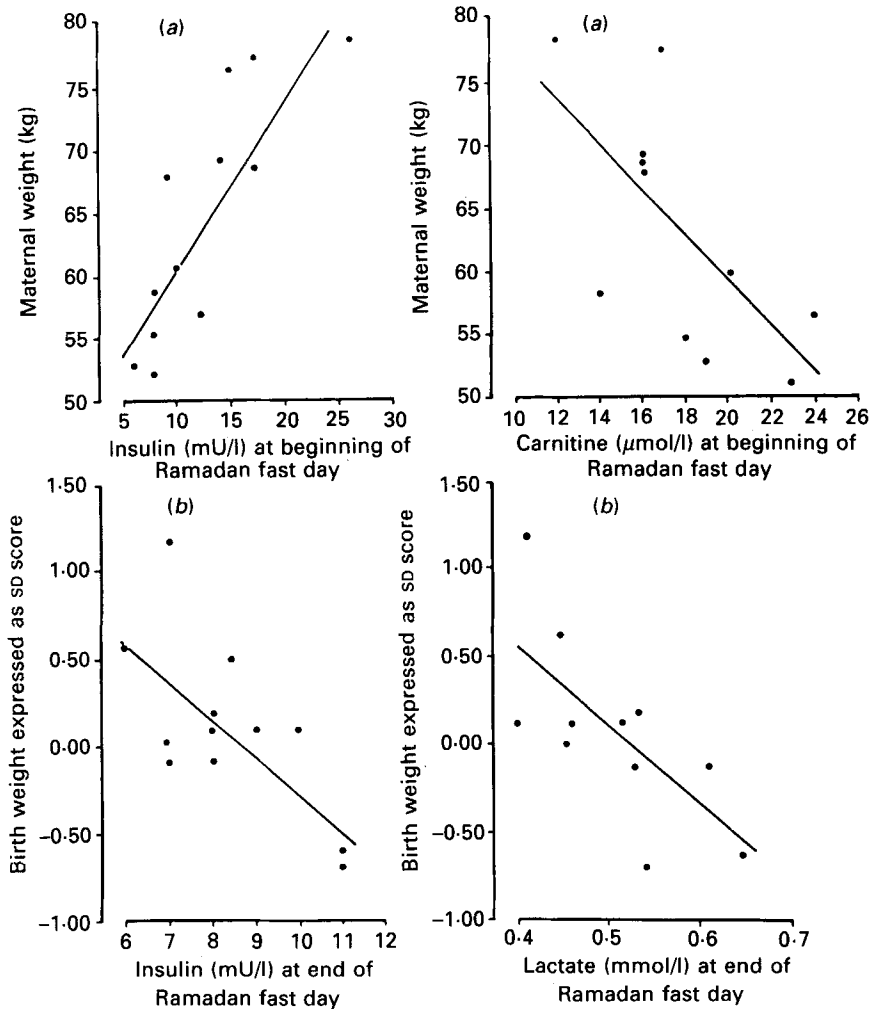 (a)
Maternal weight (kg)
80
75
70
65
60
55
50
5 10 15 20 25 30
Insulin (mU/l) at beginning of
Ramadan fast day
(a)
Maternal weight (kg)
80
75
70
65
60
55
50
10 12 14 16 18 20 22 24 26
Carnitine (μmol/l) at beginning of
Ramadan fast day
(b)
Birth weight expressed as SD score
1·50
1·00
0·50
0·00
−0·50
−1·00
6 7 8 9 10 11 12
Insulin (mU/l) at end of
Ramadan fast day
(b)
Birth weight expressed as SD score
1·50
1·00
0·50
0·00
−0·50
−1·00
0.4 0.5 0.6 0.7
Lactate (mmol/l) at end of
Ramadan fast day